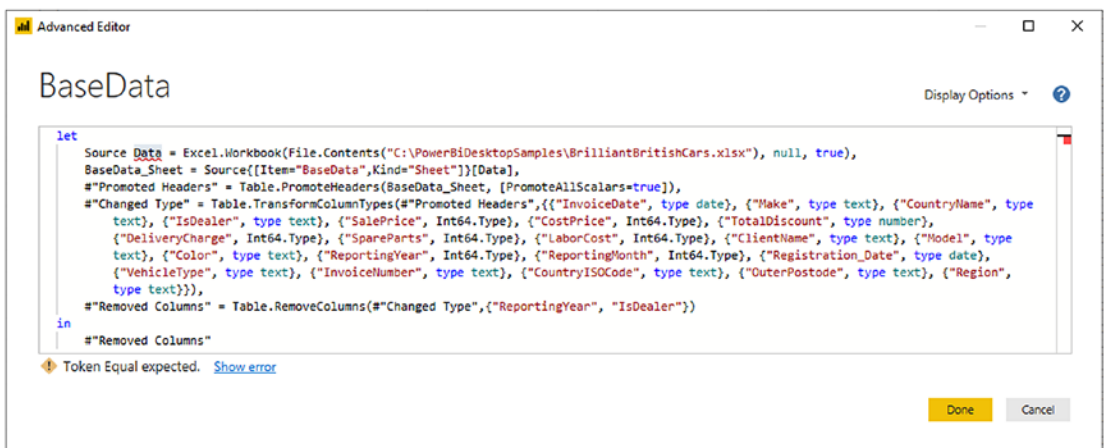 Advanced Editor
BaseData
Display Options
let
Source Data = Excel.Workbook(File.Contents("C:\PowerBiDesktopSamples\BrilliantBritishCars.xlsx"), null, true),
BaseData_Sheet = Source{[Item="BaseData",Kind="Sheet"]}[Data],
#"Promoted Headers" = Table.PromoteHeaders(BaseData_Sheet, [PromoteAllScalars=true]),
#"Changed Type" = Table.TransformColumnTypes(#"Promoted Headers",{{"InvoiceDate", type date}, {"Make", type text}, {"CountryName", type
text}, {"IsDealer", type text}, {"SalePrice", Int64.Type}, {"CostPrice", Int64.Type}, {"TotalDiscount", type number},
{"DeliveryCharge", Int64.Type}, {"SpareParts", Int64.Type}, {"LaborCost", Int64.Type}, {"ClientName", type text}, {"Model", type
text}, {"Color", type text}, {"ReportingYear", Int64.Type}, {"ReportingMonth", Int64.Type}, {"Registration_Date", type date},
{"VehicleType", type text}, {"InvoiceNumber", type text}, {"CountryISOCode", type text}, {"OuterPostode", type text}, {"Region",
type text}}),
#"Removed Columns" = Table.RemoveColumns(#"Changed Type",{"ReportingYear", "IsDealer"})
in
#"Removed Columns"
Token Equal expected. Show error
Done Cancel